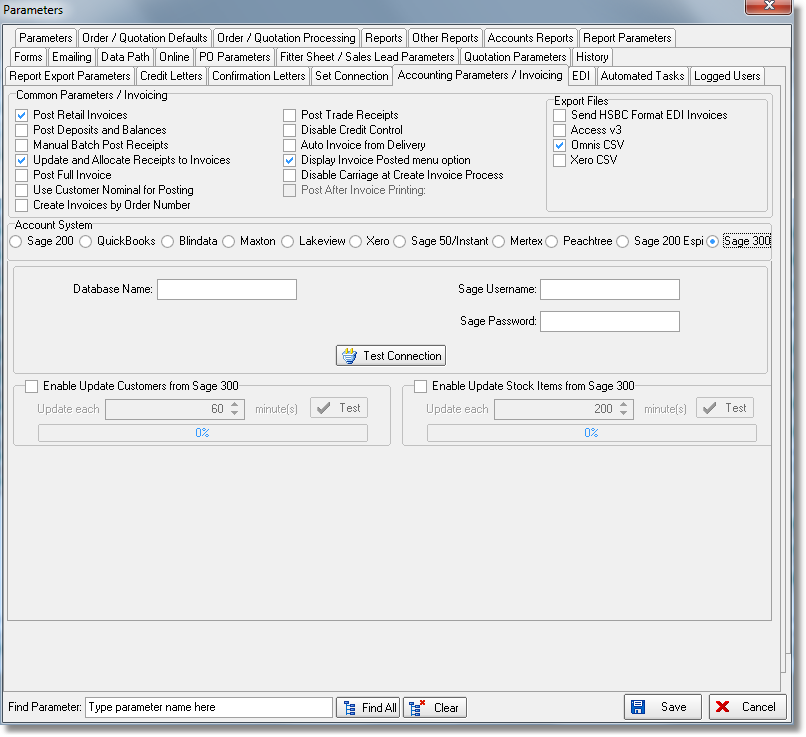 Parameters
Parameters Order / Quotation Defaults Order / Quotation Processing Reports Other Reports Accounts Reports Report Parameters
Forms Emailing Data Path Online PO Parameters Fitter Sheet / Sales Lead Parameters Quotation Parameters History
Report Export Parameters Credit Letters Confirmation Letters Set Connection Accounting Parameters / Invoicing EDI Automated Tasks Logged Users
Common Parameters / Invoicing
Post Retail Invoices
Post Deposits and Balances
Manual Batch Post Receipts
Update and Allocate Receipts to Invoices
Post Full Invoice
Use Customer Nominal for Posting
Create Invoices by Order Number
Post Trade Receipts
Disable Credit Control
Auto Invoice from Delivery
Display Invoice Posted menu option
Disable Carriage at Create Invoice Process
Post After Invoice Printing:
Export Files
Send HSBC Format EDI Invoices
Access v3
Omnis CSV
Xero CSV
Account System
Sage 200 QuickBooks Blindata Maxton Lakeview Xero Sage 50/Instant Mertex Peachtree Sage 200 Espi Sage 300
Database Name: Sage Username:
Sage Password:
Test Connection
Enable Update Customers from Sage 300
Update each 60 minute(s) Test
0%
Enable Update Stock Items from Sage 300
Update each 200 minute(s) Test
0%
Find Parameter: Type parameter name here Find All Clear Save Cancel